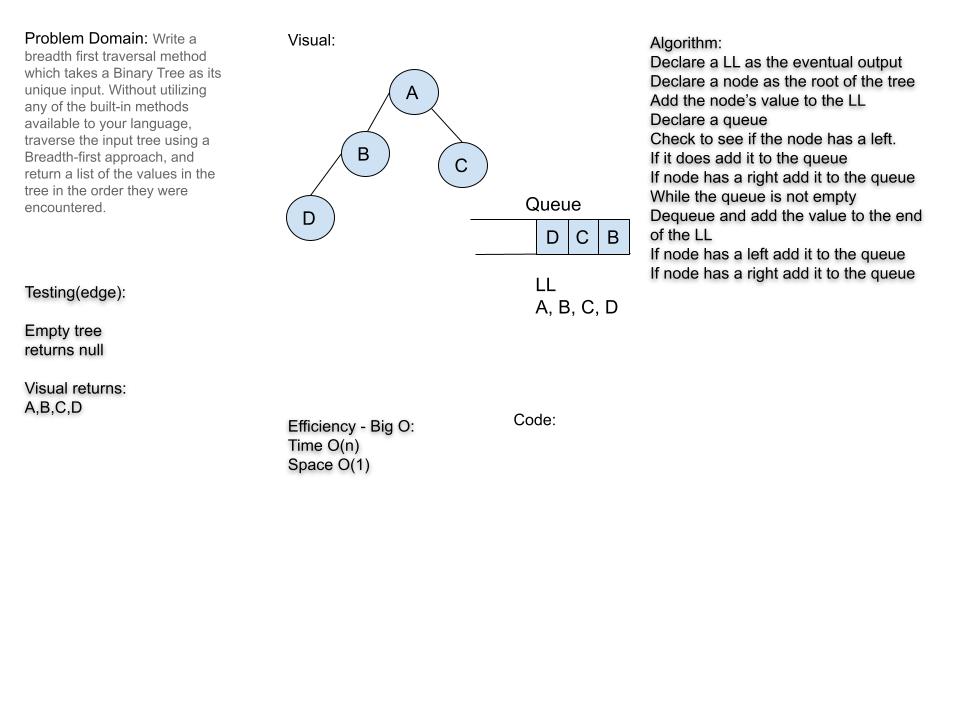 Problem Domain: Write a
breadth first traversal method
which takes a Binary Tree as its
unique input. Without utilizing
any of the built-in methods
available to your language,
traverse the input tree using a
Breadth-first approach, and
return a list of the values in the
tree in the order they were
encountered.
Testing(edge):
Empty tree
returns null
Visual returns:
A,B,C,D
Visual:
A
B
C
D
Queue
D C B
LL
A, B, C, D
Efficiency - Big O:
Time O(n)
Space O(1)
Code:
Algorithm:
Declare a LL as the eventual output
Declare a node as the root of the tree
Add the node’s value to the LL
Declare a queue
Check to see if the node has a left.
If it does add it to the queue
If node has a right add it to the queue
While the queue is not empty
Dequeue and add the value to the end
of the LL
If node has a left add it to the queue
If node has a right add it to the queue